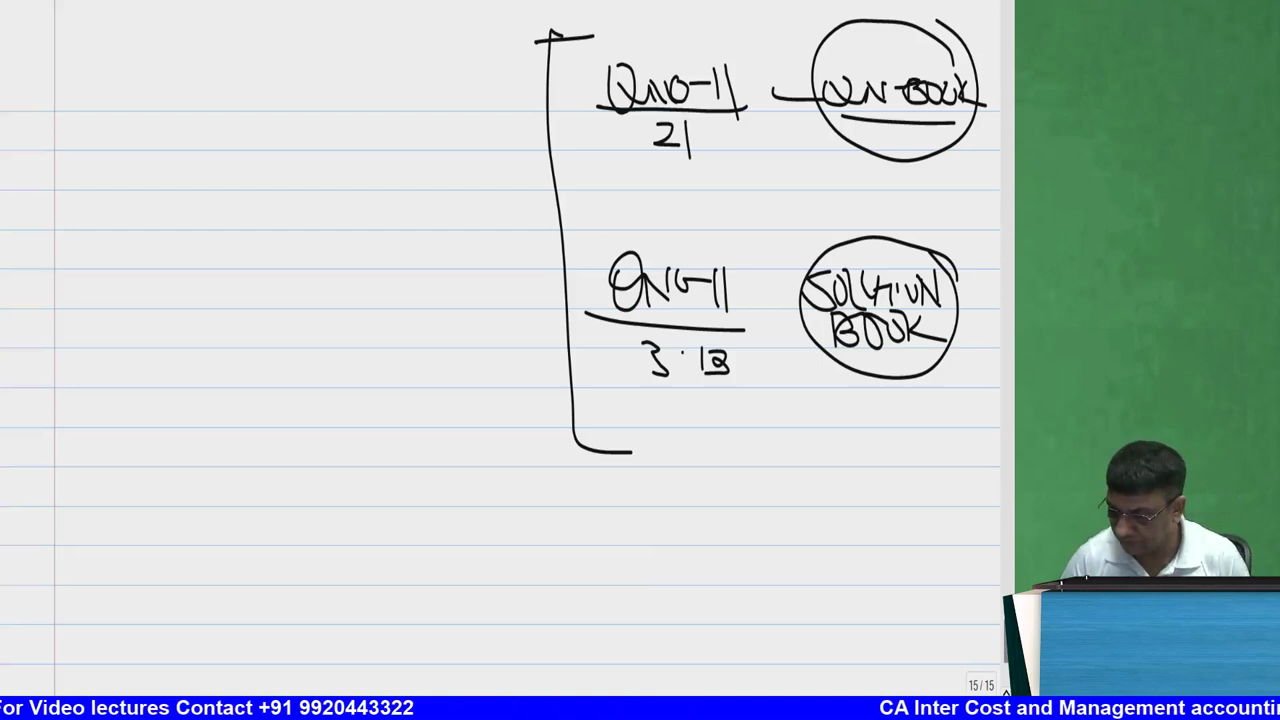 QNO-11 - QN-BOOK
21
QNO-11 SOLUTION
BOOK
3.13
15/15
For Video lectures Contact +91 9920443322
CA Inter Cost and Management accounti